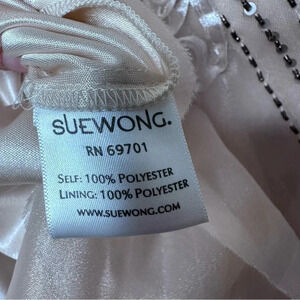 SUEWONG.
RN 69701
SELF: 100% POLYESTER
LINING: 100% POLYESTER
WWW.SUEWONG.COM